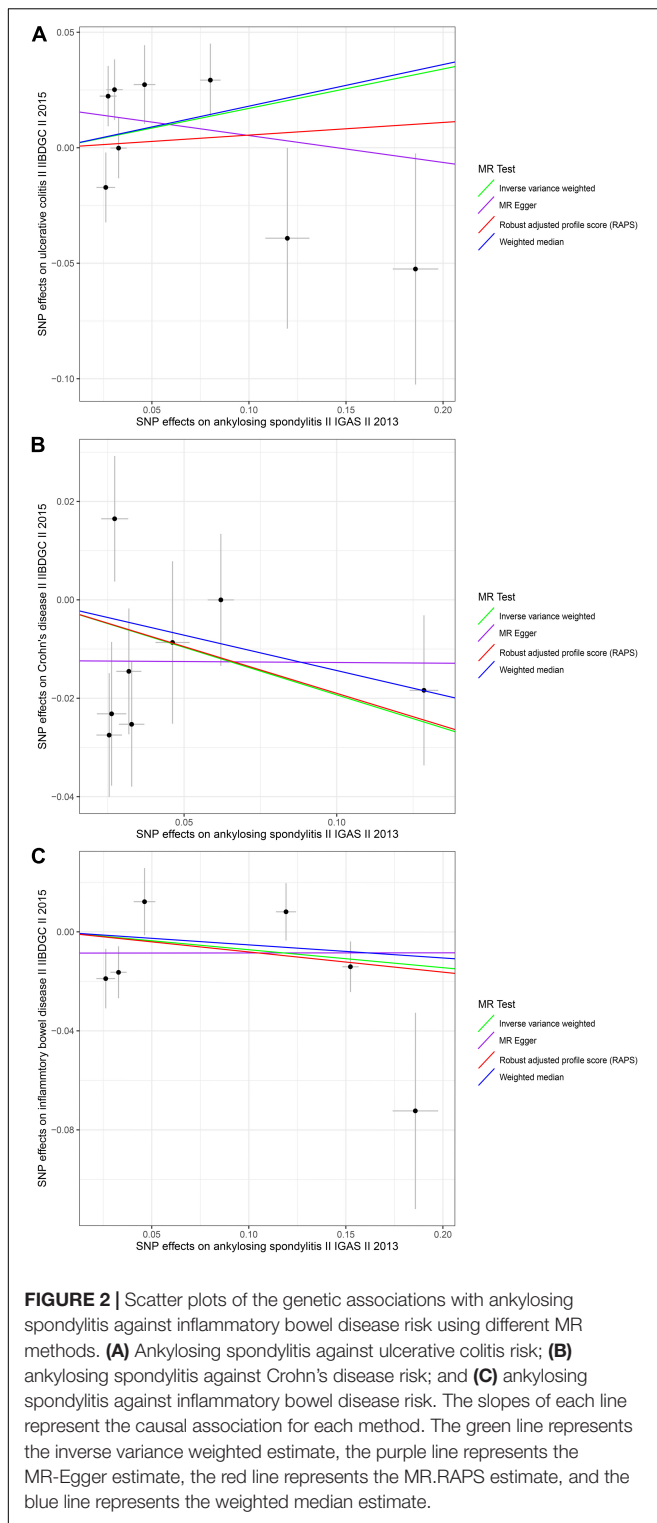 A
SNP effects on ulcerative colitis II IIBDGC II 2015
0.05
0.00
−0.05
−0.10
0.05
0.10
0.15
0.20
SNP effects on ankylosing spondylitis II IGAS II 2013
MR Test
Inverse variance weighted
MR Egger
Robust adjusted profile score (RAPS)
Weighted median
B
SNP effects on Crohn's disease II IIBDGC II 2015
0.02
0.00
−0.02
−0.04
0.05
0.10
SNP effects on ankylosing spondylitis II IGAS II 2013
MR Test
Inverse variance weighted
MR Egger
Robust adjusted profile score (RAPS)
Weighted median
C
SNP effects on inflammtory bowel disease II IIBDGC II 2015
0.00
−0.04
−0.08
0.05
0.10
0.15
0.20
SNP effects on ankylosing spondylitis II IGAS II 2013
MR Test
Inverse variance weighted
MR Egger
Robust adjusted profile score (RAPS)
Weighted median
FIGURE 2 | Scatter plots of the genetic associations with ankylosing
spondylitis against inflammatory bowel disease risk using different MR
methods. (A) Ankylosing spondylitis against ulcerative colitis risk; (B)
ankylosing spondylitis against Crohn's disease risk; and (C) ankylosing
spondylitis against inflammatory bowel disease risk. The slopes of each line
represent the causal association for each method. The green line represents
the inverse variance weighted estimate, the purple line represents the
MR-Egger estimate, the red line represents the MR.RAPS estimate, and the
blue line represents the weighted median estimate.